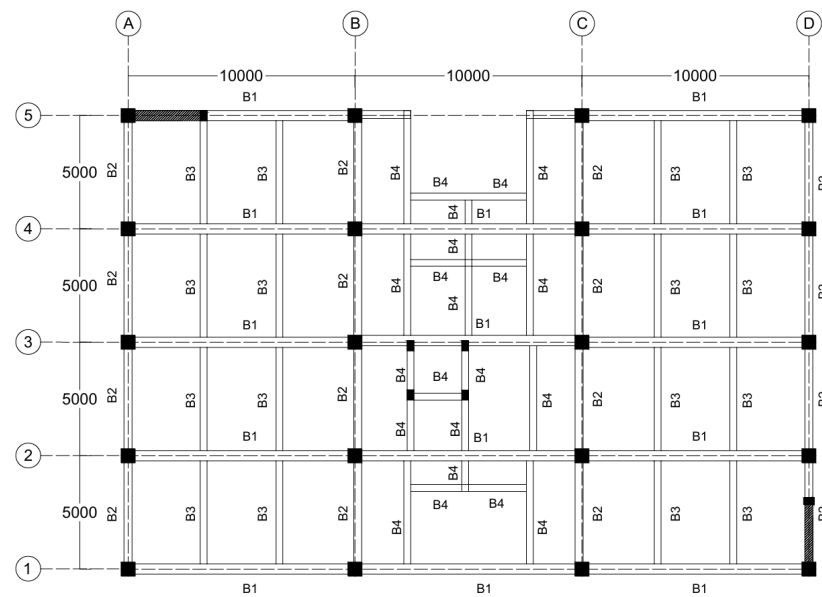 A B C D
10000 10000 10000
B1 B1
5
5000 B2 B3 B3 B2 B4 B4 B2 B3 B3
B4 B4
B1 B4 B1 B1
4
B4
5000 B2 B3 B3 B2 B4 B4 B4 B4 B4 B2 B3 B3
B1 B1 B1
3
5000 B2 B3 B3 B2 B4 B4 B4 B4 B2 B3 B3
B1 B4 B4 B1 B1
2
B4
B4 B4
5000 B2 B3 B3 B2 B4 B4 B2 B3 B3
1
B1 B1 B1